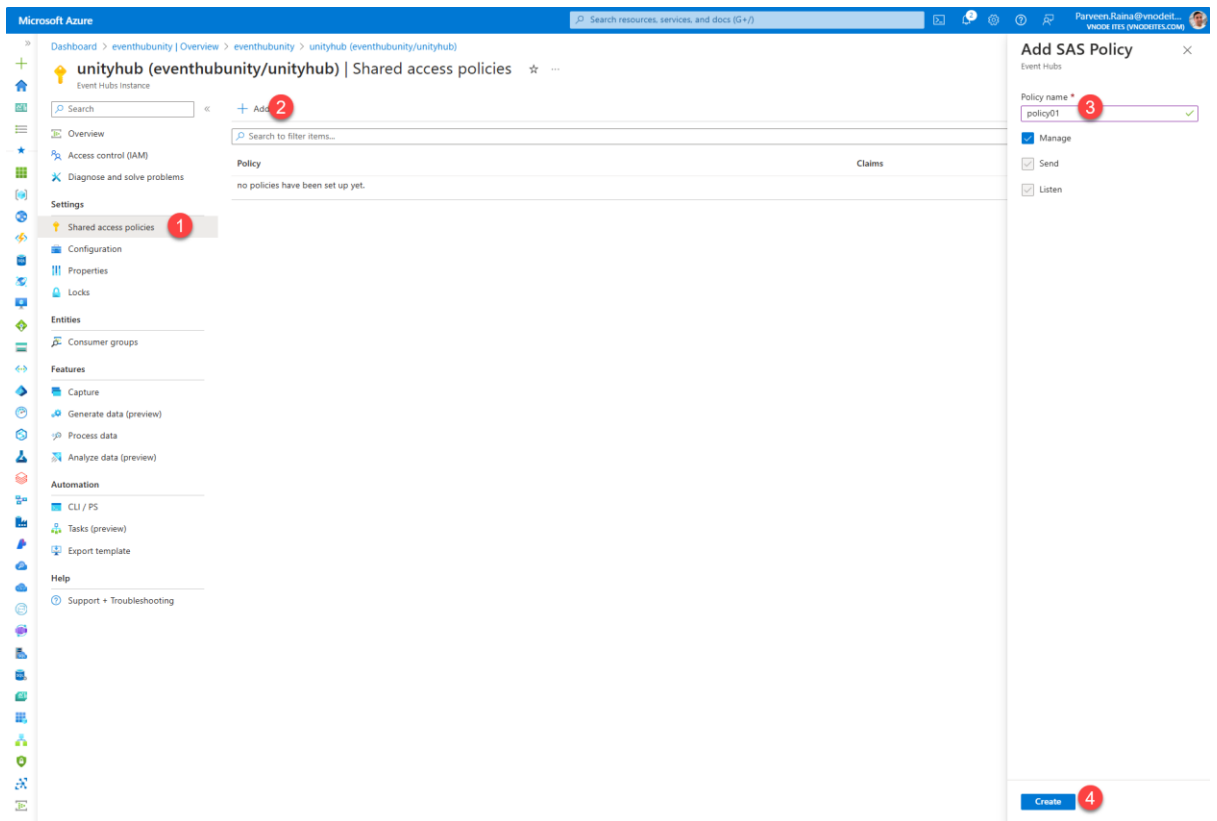 Microsoft Azure
Search resources, services, and docs (G+/)
2
Parveen.Raina@vnodeit...
VNODE ITES (VNODEITES.COM)
Dashboard > eventhubunity | Overview > eventhubunity > unityhub (eventhubunity/unityhub)
unityhub (eventhubunity/unityhub) | Shared access policies
Event Hubs Instance
Search
Overview
Access control (IAM)
Diagnose and solve problems
Settings
Shared access policies 1
Configuration
Properties
Locks
Entities
Consumer groups
Features
Capture
Generate data (preview)
Process data
Analyze data (preview)
Automation
CLI / PS
Tasks (preview)
Export template
Help
Support + Troubleshooting
+ Add 2
Search to filter items...
Policy Claims
no policies have been set up yet.
Add SAS Policy
Event Hubs
Policy name *
policy01 3
Manage
Send
Listen
Create 4